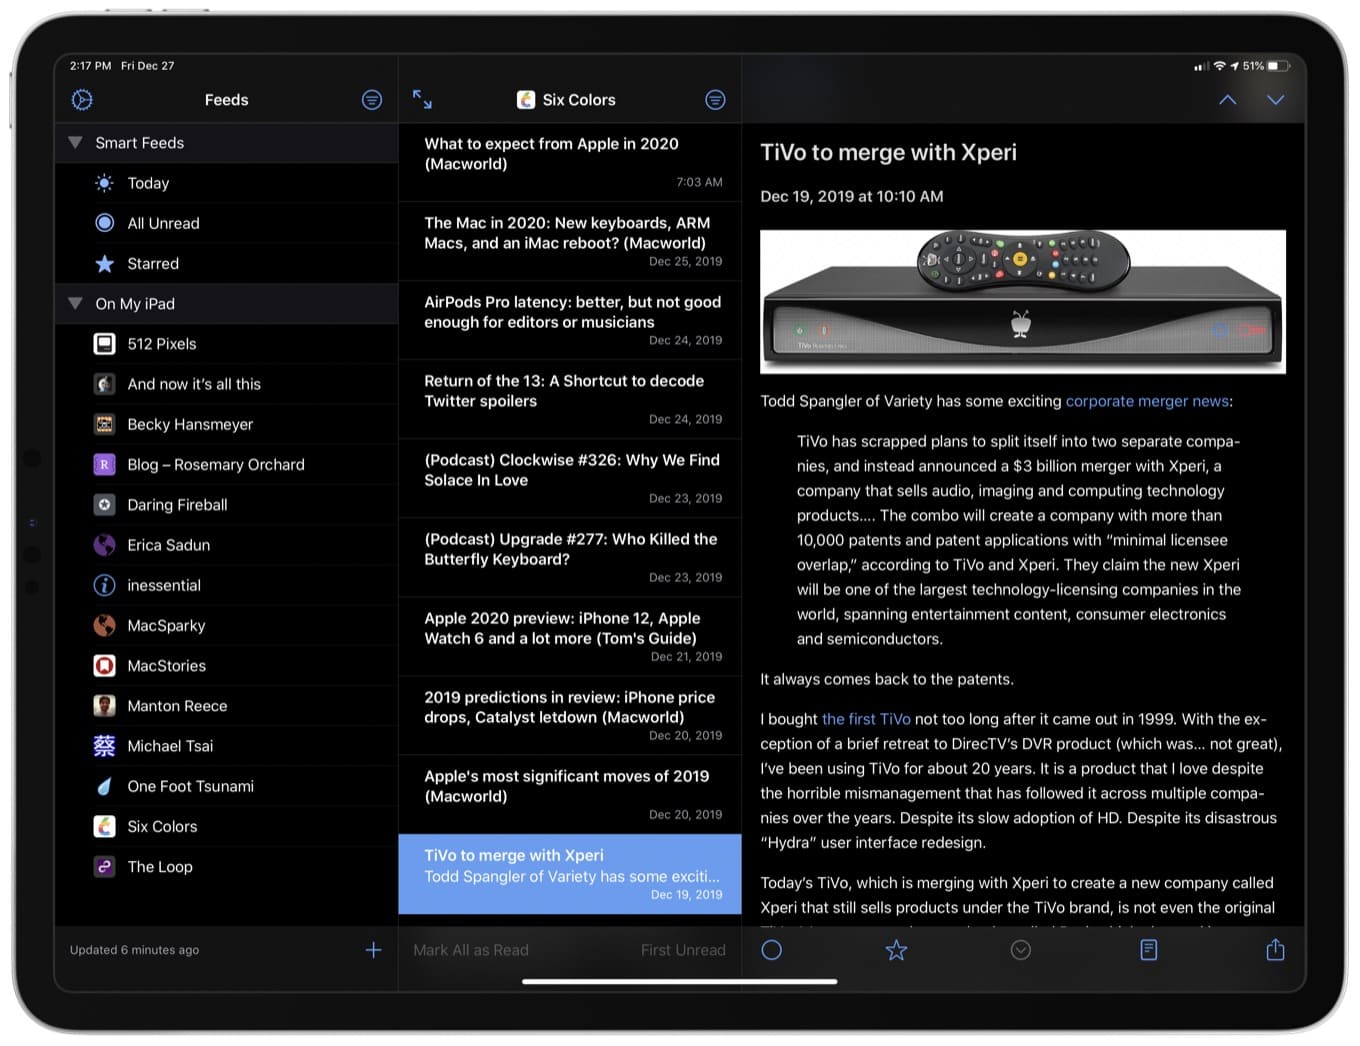 2:17 PM Fri Dec 27
51%
Feeds
Smart Feeds
Today
All Unread
Starred
On My iPad
512 Pixels
And now it's all this
Becky Hansmeyer
R
Blog – Rosemary Orchard
Daring Fireball
Erica Sadun
inessential
MacSparky
MacStories
Manton Reece
蔡
Michael Tsai
One Foot Tsunami
Six Colors
The Loop
Updated 6 minutes ago
Six Colors
What to expect from Apple in 2020
(Macworld)
7:03 AM
The Mac in 2020: New keyboards, ARM
Macs, and an iMac reboot? (Macworld)
Dec 25, 2019
AirPods Pro latency: better, but not good
enough for editors or musicians
Dec 24, 2019
Return of the 13: A Shortcut to decode
Twitter spoilers
Dec 24, 2019
(Podcast) Clockwise #326: Why We Find
Solace In Love
Dec 23, 2019
(Podcast) Upgrade #277: Who Killed the
Butterfly Keyboard?
Dec 23, 2019
Apple 2020 preview: iPhone 12, Apple
Watch 6 and a lot more (Tom's Guide)
Dec 21, 2019
2019 predictions in review: iPhone price
drops, Catalyst letdown (Macworld)
Dec 20, 2019
Apple's most significant moves of 2019
(Macworld)
Dec 20, 2019
TiVo to merge with Xperi
Todd Spangler of Variety has some exciti...
Dec 19, 2019
Mark All as Read
First Unread
TiVo to merge with Xperi
Dec 19, 2019 at 10:10 AM
TiVo
Todd Spangler of Variety has some exciting corporate merger news:
TiVo has scrapped plans to split itself into two separate compa-
nies, and instead announced a $3 billion merger with Xperi, a
company that sells audio, imaging and computing technology
products…. The combo will create a company with more than
10,000 patents and patent applications with “minimal licensee
overlap,” according to TiVo and Xperi. They claim the new Xperi
will be one of the largest technology-licensing companies in the
world, spanning entertainment content, consumer electronics
and semiconductors.
It always comes back to the patents.
I bought the first TiVo not too long after it came out in 1999. With the ex-
ception of a brief retreat to DirecTV's DVR product (which was… not great),
I've been using TiVo for about 20 years. It is a product that I love despite
the horrible mismanagement that has followed it across multiple compa-
nies over the years. Despite its slow adoption of HD. Despite its disastrous
“Hydra” user interface redesign.
Today's TiVo, which is merging with Xperi to create a new company called
Xperi that still sells products under the TiVo brand, is not even the original